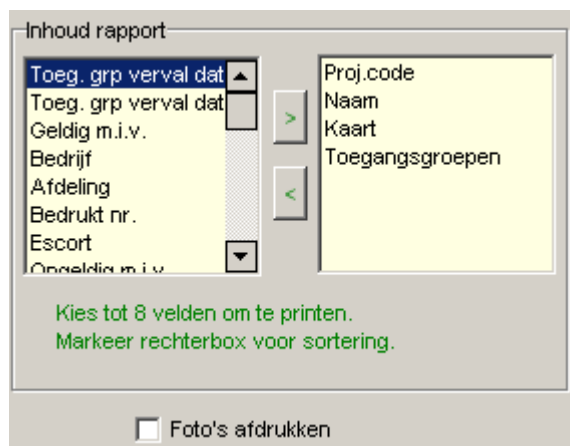 Inhoud rapport
Toeg. grp verval dat
Toeg. grp verval dat
Geldig m.i.v.
Bedrijf
Afdeling
Bedrukt nr.
Escort
Ongeldig m.i.v.
>
<
Proj.code
Naam
Kaart
Toegangsgroepen
Kies tot 8 velden om te printen.
Markeer rechterbox voor sortering.
Foto's afdrukken